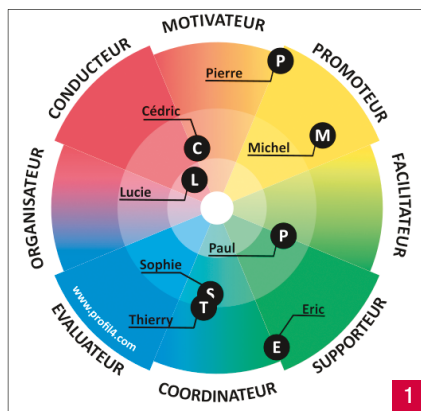 MOTIVATEUR
CONDUCTEUR
PROMOTEUR
Pierre
P
Cédric
C
Michel
M
ORGANISATEUR
FACILITATEUR
Lucie
L
Paul
P
Sophie
S
Thierry
T
Eric
E
www.profil4.com
EVALUATEUR
SUPPORTEUR
COORDINATEUR
1